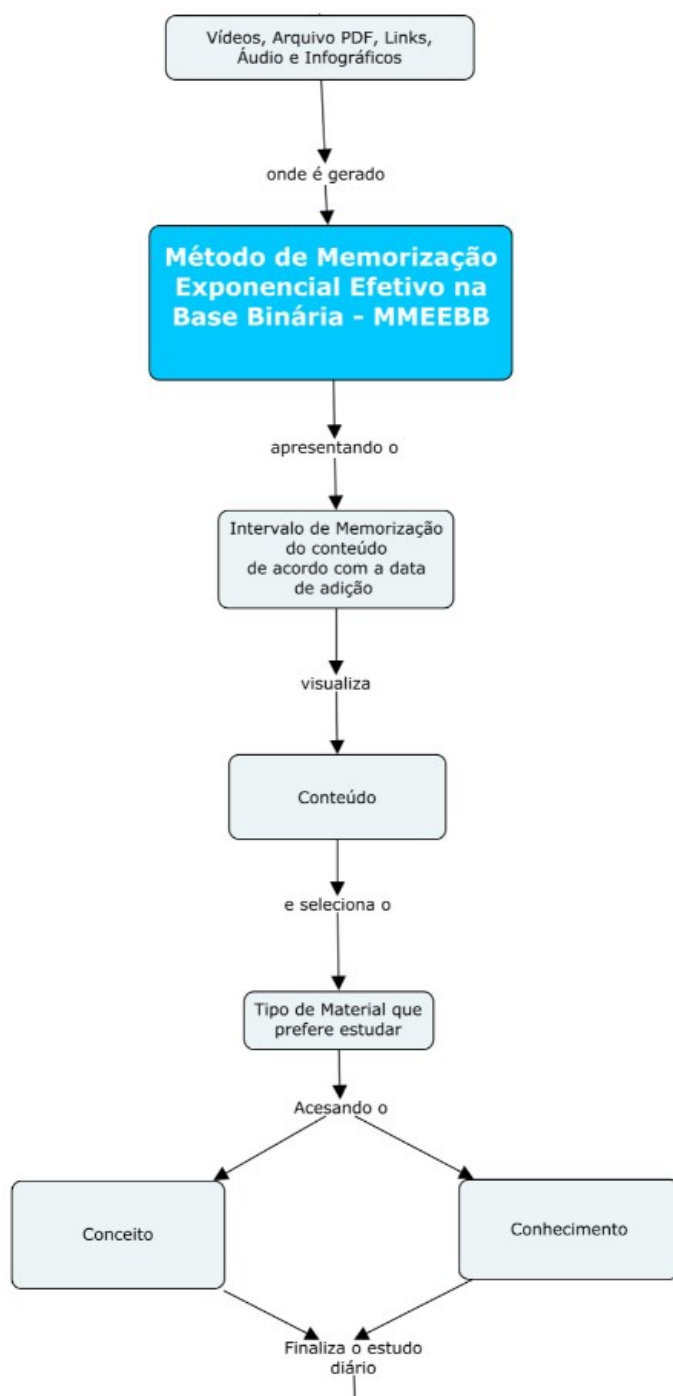 Vídeos, Arquivo PDF, Links,
Áudio e Infográficos
onde é gerado
Método de Memorização
Exponencial Efetivo na
Base Binária - MMEEBB
apresentando o
Intervalo de Memorização
do conteúdo
de acordo com a data
de adição
visualiza
Conteúdo
e seleciona o
Tipo de Material que
prefere estudar
Acesando o
Conceito
Conhecimento
Finaliza o estudo
diário